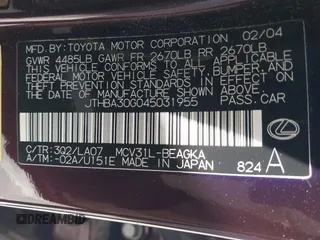 MFD. BY: TOYOTA MOTOR CORPORATION 02/04
GVWR 4485LB GAWR FR 2670LB RR 2670LB
THIS VEHICLE CONFORMS TO ALL APPLICABLE
FEDERAL MOTOR VEHICLE SAFETY, BUMPER, AND
THEFT PREVENTION STANDARDS IN EFFECT ON
THE DATE OF MANUFACTURE SHOWN ABOVE.
JTHBA30G045031955 PASS.CAR
C/TR: 3Q2/LA07 MCV31L-BEAGKA
A/TM: -02A/U151E MADE IN JAPAN 824A
DREAMBID